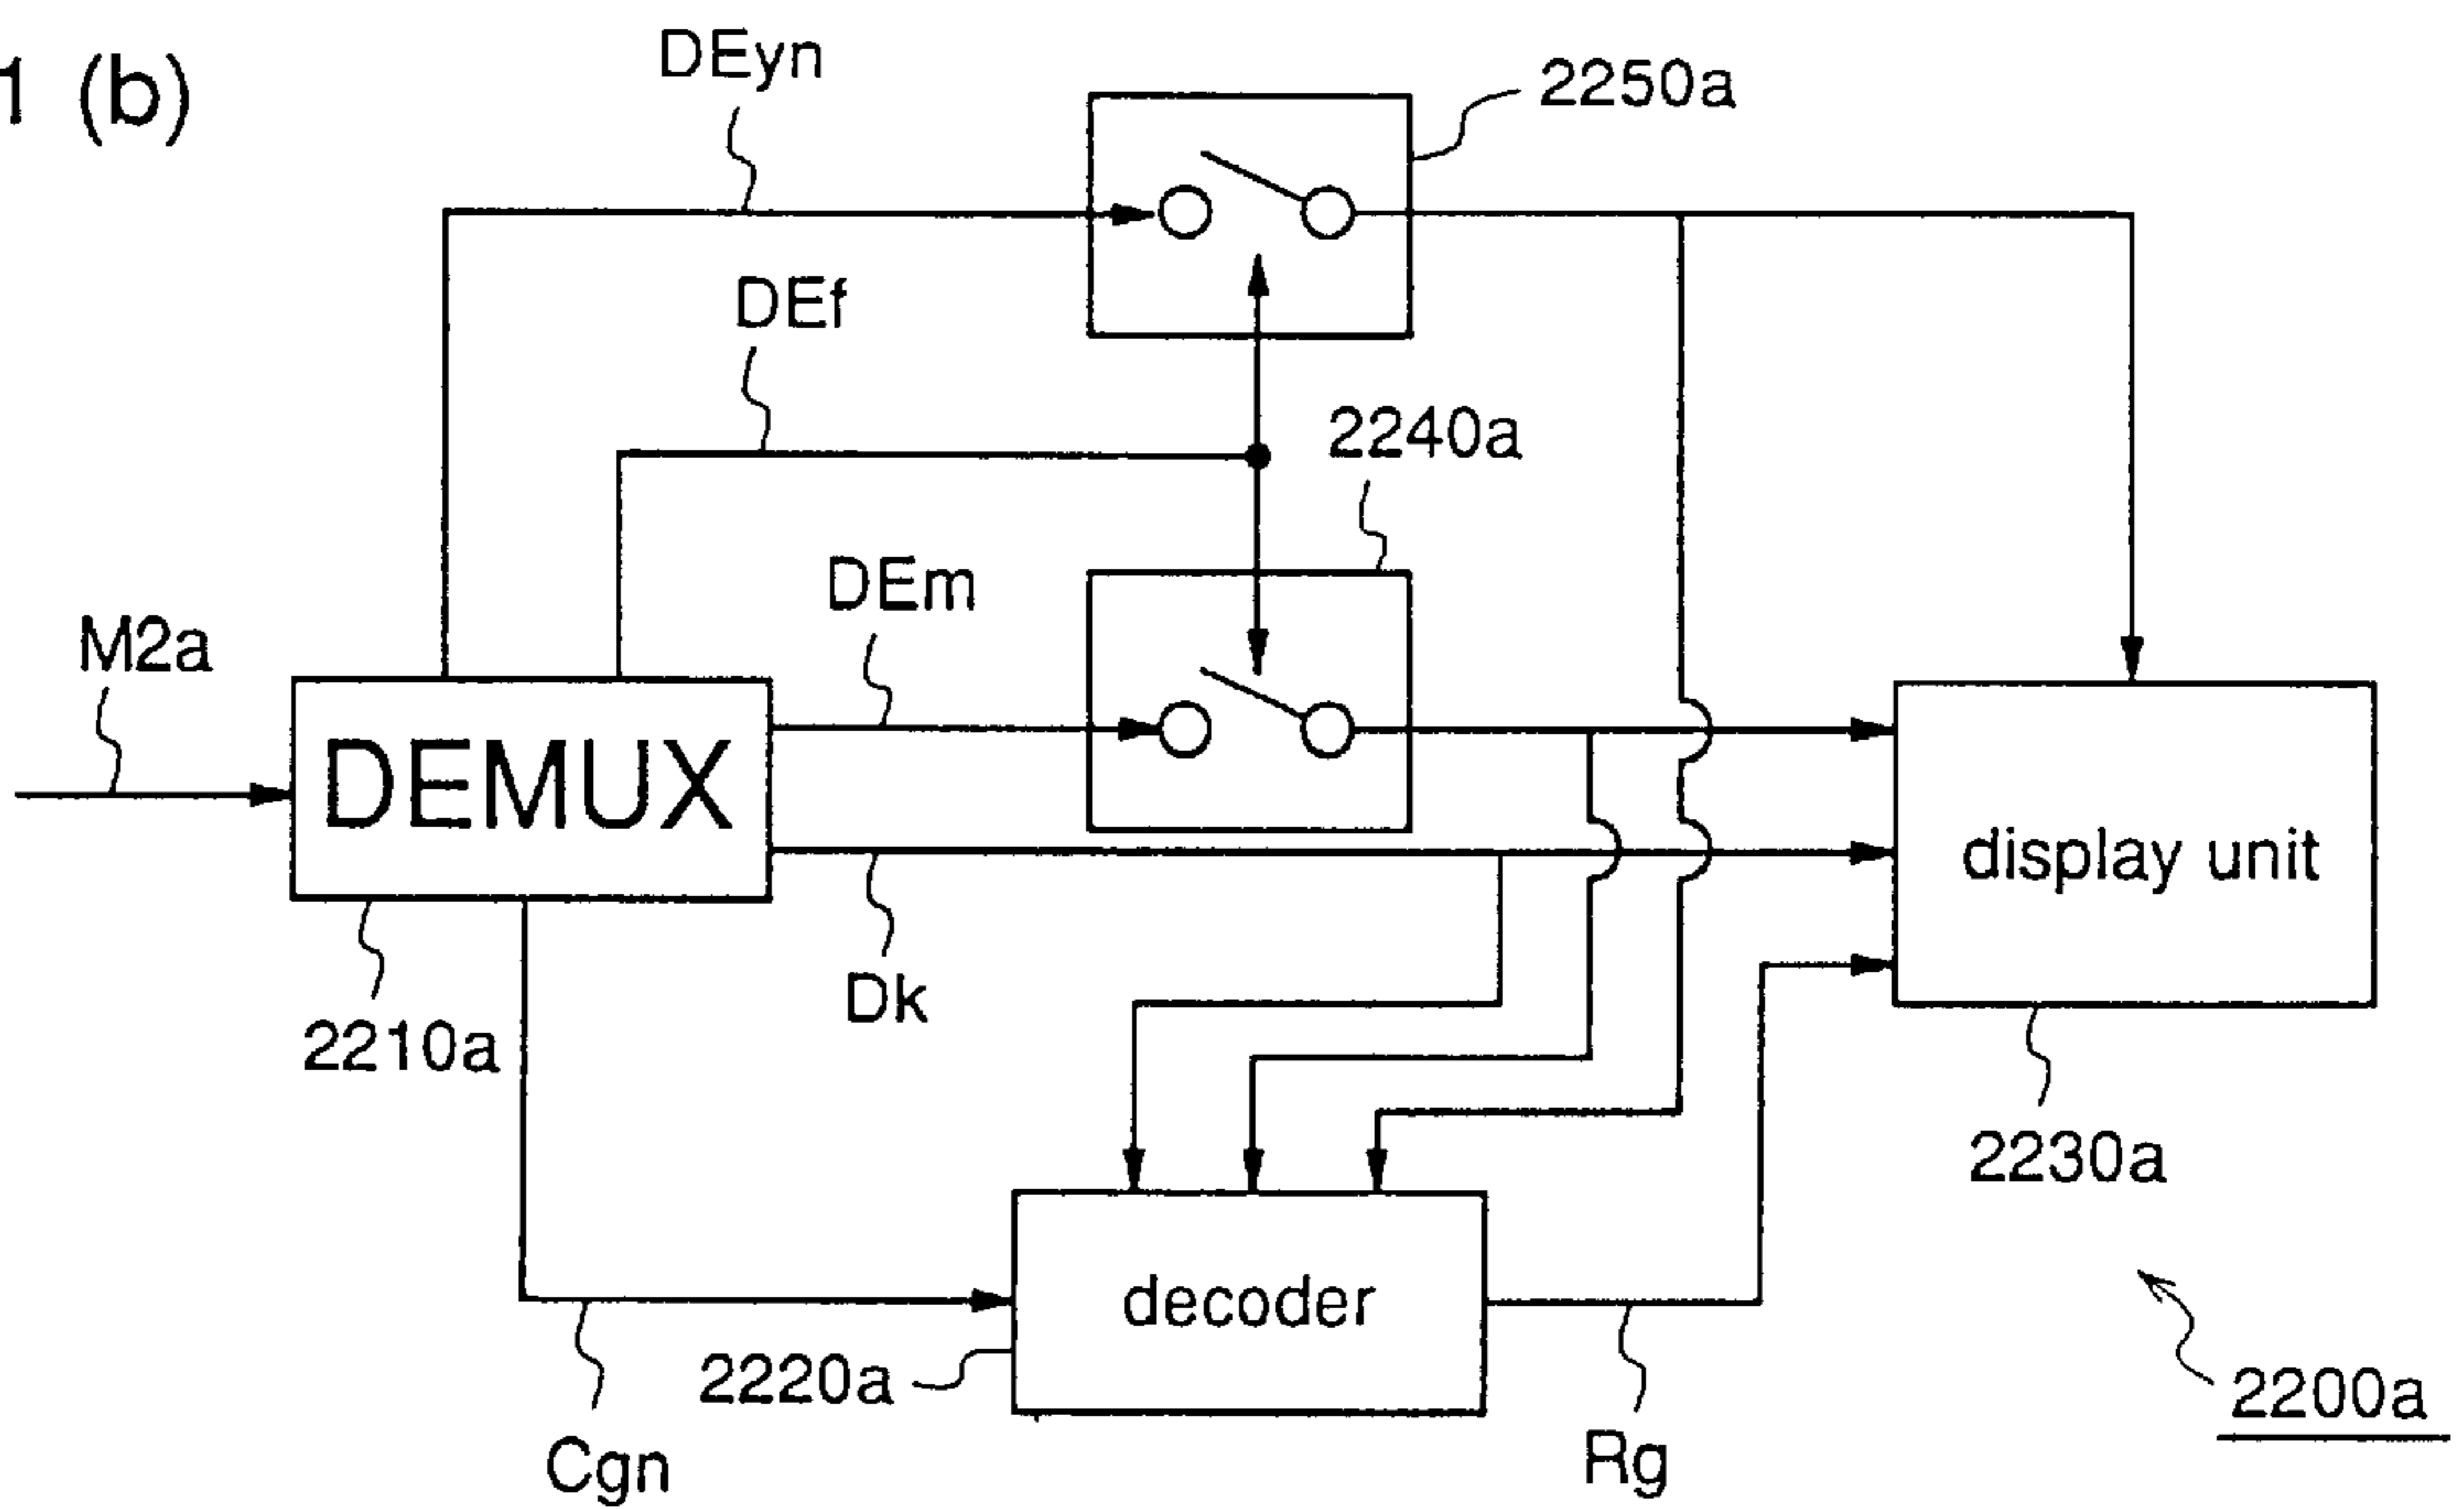 1 (b)
DEyn
2250a
DEf
2240a
DEm
M2a
DEMUX
display unit
Dk
2210a
2230a
decoder
2220a
2200a
Cgn
Rg